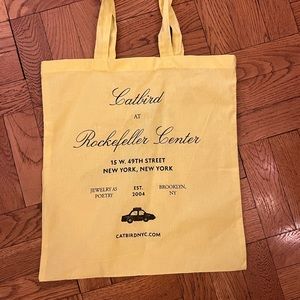 Catbird
AT
Rockefeller Center
15 W. 49TH STREET
NEW YORK, NEW YORK
JEWELRY AS
POETRY
EST.
2004
BROOKLYN,
NY
CATBIRDNYC.COM